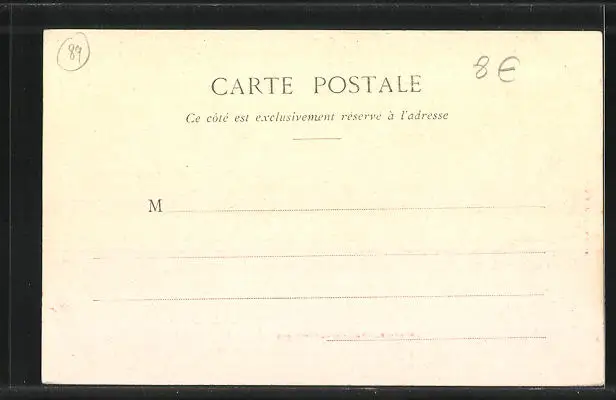 89
8€
CARTE POSTALE
Ce côté est exclusivement réservé à l'adresse
M